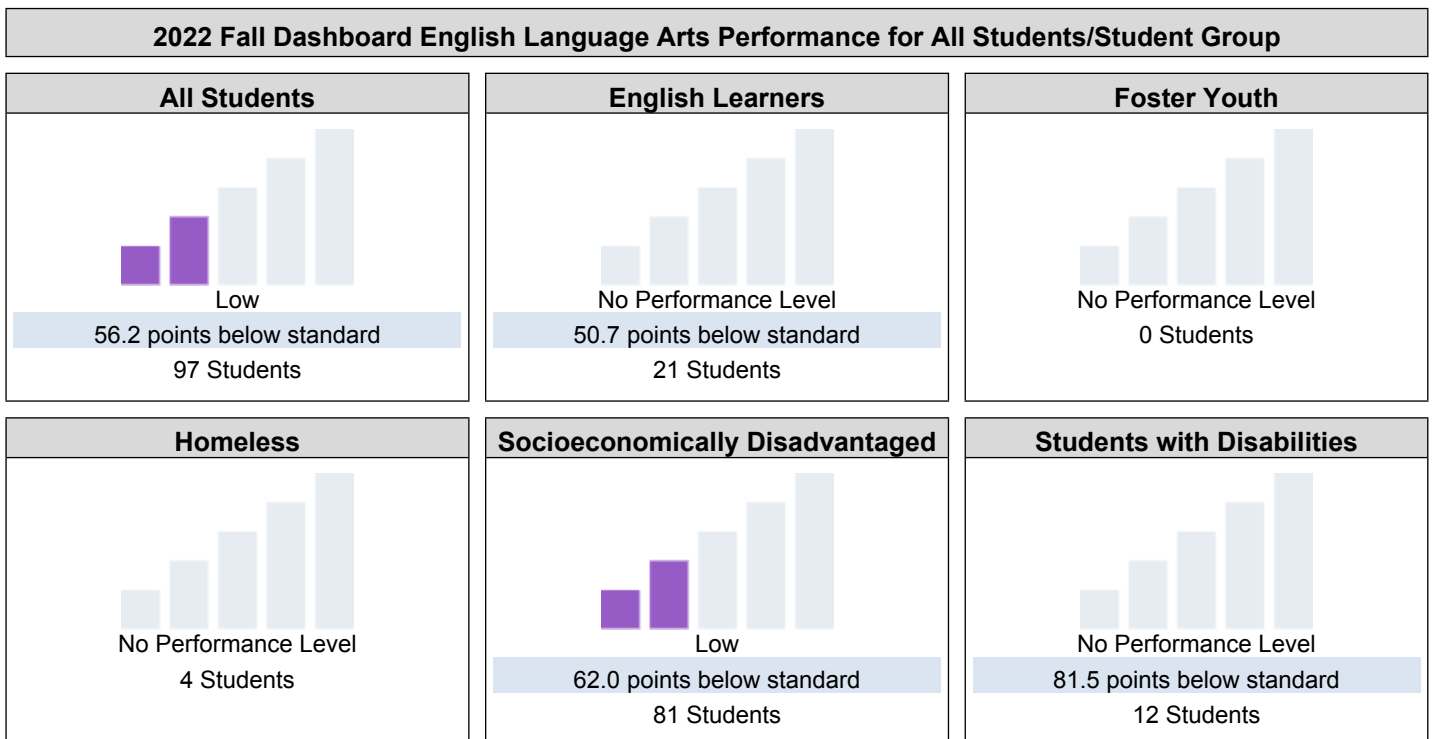 2022 Fall Dashboard English Language Arts Performance for All Students/Student Group
All Students
Low
56.2 points below standard
97 Students
English Learners
No Performance Level
50.7 points below standard
21 Students
Foster Youth
No Performance Level
0 Students
Homeless
No Performance Level
4 Students
Socioeconomically Disadvantaged
Low
62.0 points below standard
81 Students
Students with Disabilities
No Performance Level
81.5 points below standard
12 Students